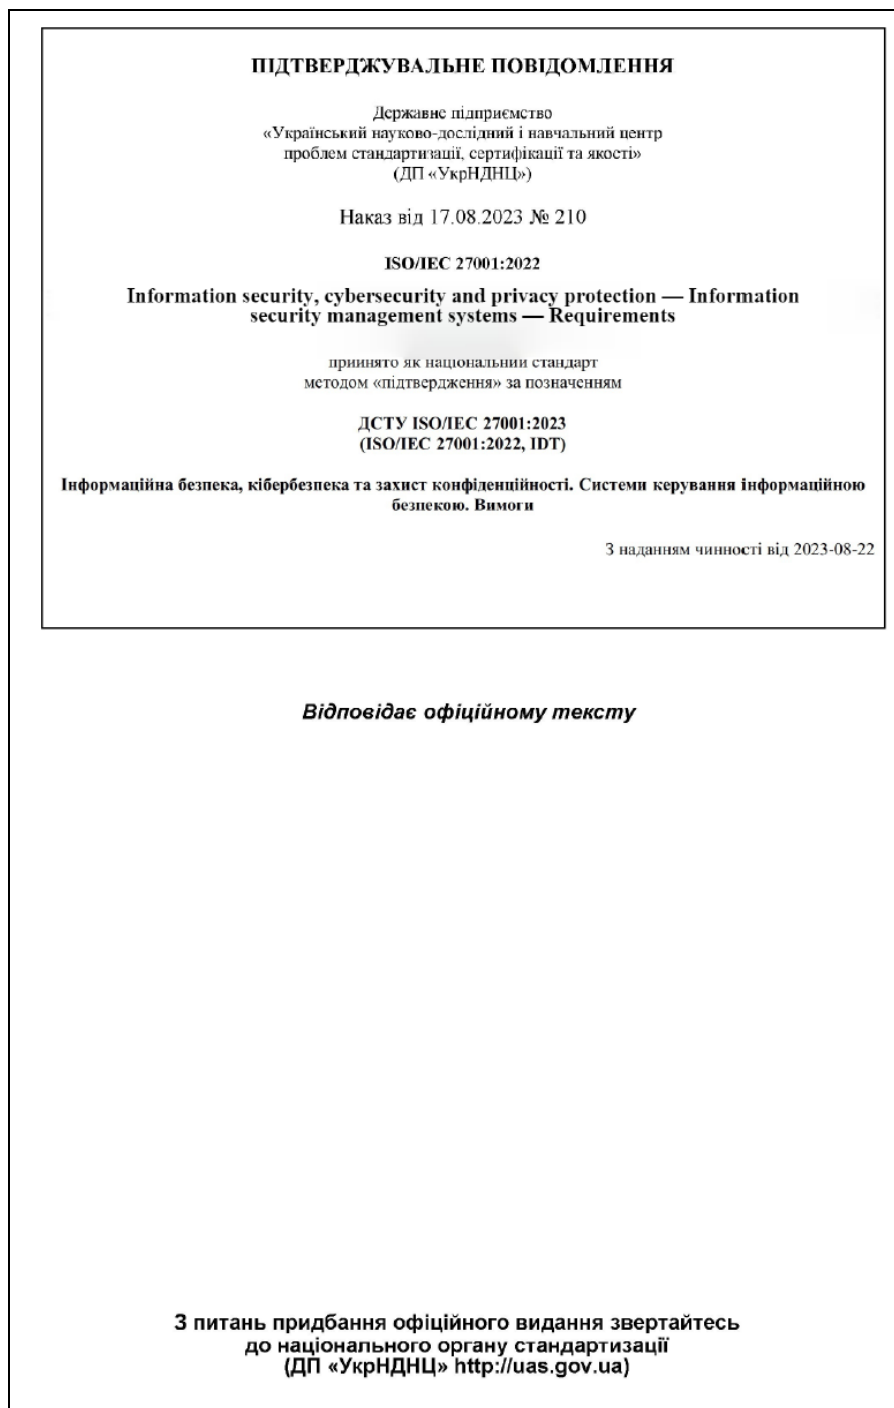 ПІДТВЕРДЖУВАЛЬНЕ ПОВІДОМЛЕННЯ
Державне підприємство
«Український науково-дослідний і навчальний центр
проблем стандартизації, сертифікації та якості»
(ДП «УкрНДНЦ»)
Наказ від 17.08.2023 № 210
ISO/IEC 27001:2022
Information security, cybersecurity and privacy protection — Information
security management systems — Requirements
прийнято як національний стандарт
методом «підтвердження» за позначенням
ДСТУ ISO/IEC 27001:2023
(ISO/IEC 27001:2022, IDT)
Інформаційна безпека, кібербезпека та захист конфіденційності. Системи керування інформаційною
безпекою. Вимоги
З наданням чинності від 2023-08-22
Відповідає офіційному тексту
З питань придбання офіційного видання звертайтесь
до національного органу стандартизації
(ДП «УкрНДНЦ» http://uas.gov.ua)